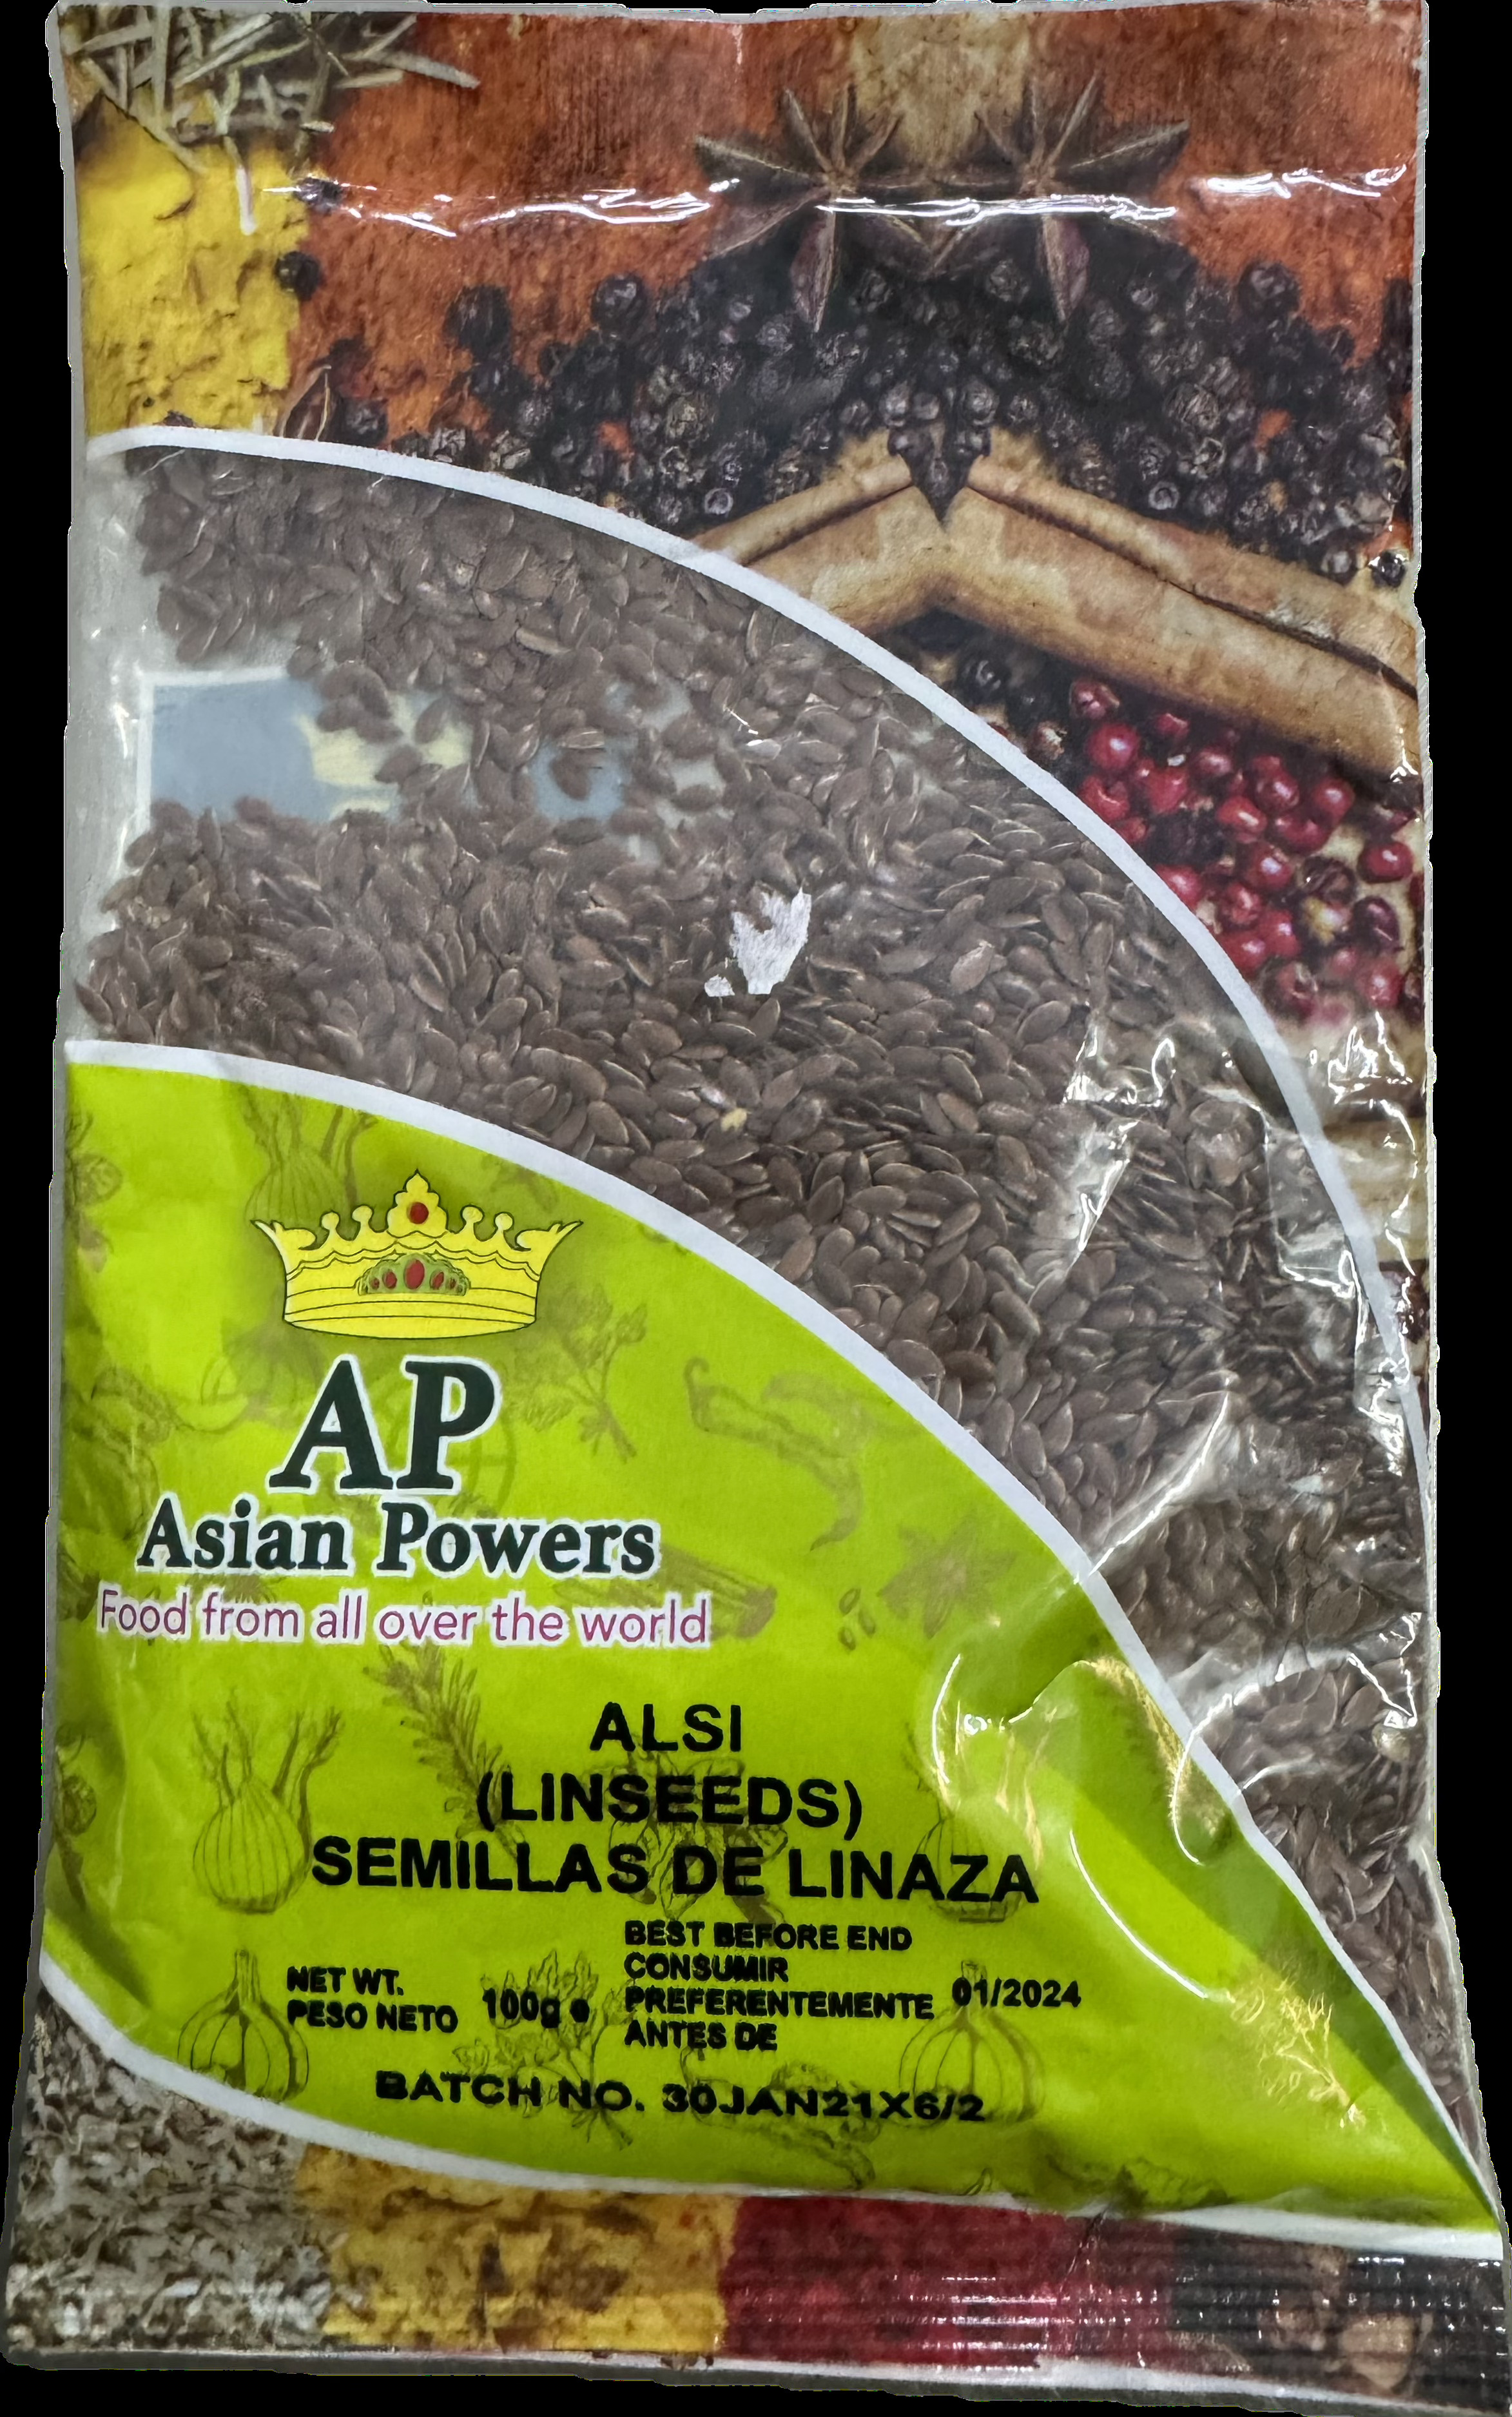 AP
Asian Powers
Food from all over the world
ALSI
(LINSEEDS)
SEMILLAS DE LINAZA
NET WT.
PESO NETO
100g e
BEST BEFORE END
CONSUMIR
PREFERENTEMENTE
ANTES DE
01/2024
BATCH NO. 30JAN21X6/2